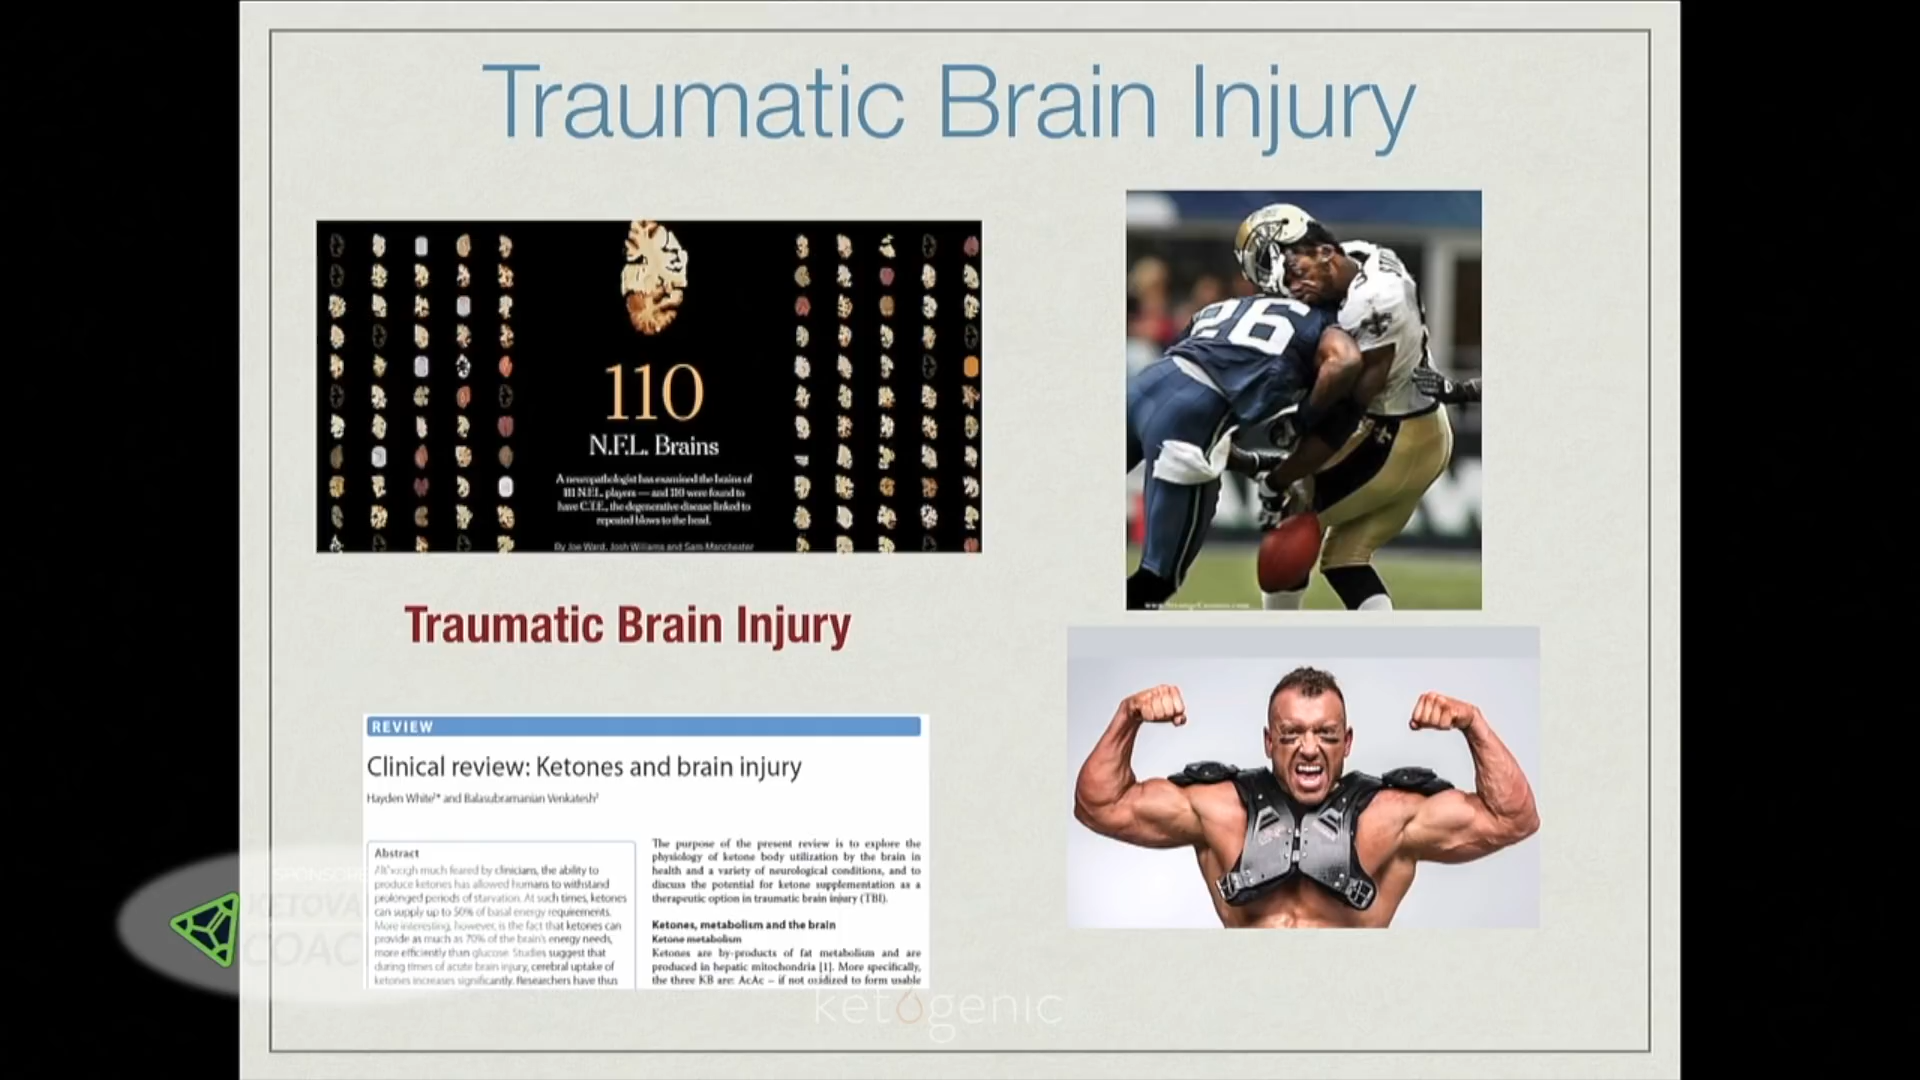 Traumatic Brain Injury
110
N.F.L. Brains
A neuropathologist has examined the brains of
111 N.F.L. players — and 110 were found to
have C.T.E., the degenerative disease linked to
repeated blows to the head.
By Joe Ward, Josh Williams and Sam Manchester
26
Traumatic Brain Injury
REVIEW
Clinical review: Ketones and brain injury
Hayden White¹* and Balasubramanian Venkatesh²
Abstract
Although much feared by clinicians, the ability to
produce ketones has allowed humans to withstand
prolonged periods of starvation. At such times, ketones
can supply up to 50% of basal energy requirements.
More interesting, however, is the fact that ketones can
provide as much as 70% of the brain's energy needs,
more efficiently than glucose. Studies suggest that
during times of acute brain injury, cerebral uptake of
ketones increases significantly. Researchers have thus
The purpose of the present review is to explore the
physiology of ketone body utilization by the brain in
health and a variety of neurological conditions, and to
discuss the potential for ketone supplementation as a
therapeutic option in traumatic brain injury (TBI).
Ketones, metabolism and the brain
Ketone metabolism
Ketones are by-products of fat metabolism and are
produced in hepatic mitochondria [1]. More specifically,
the three KB are: AcAc – if not oxidized to form usable
SPONSORE
KETOVA
COAC
ketogenic